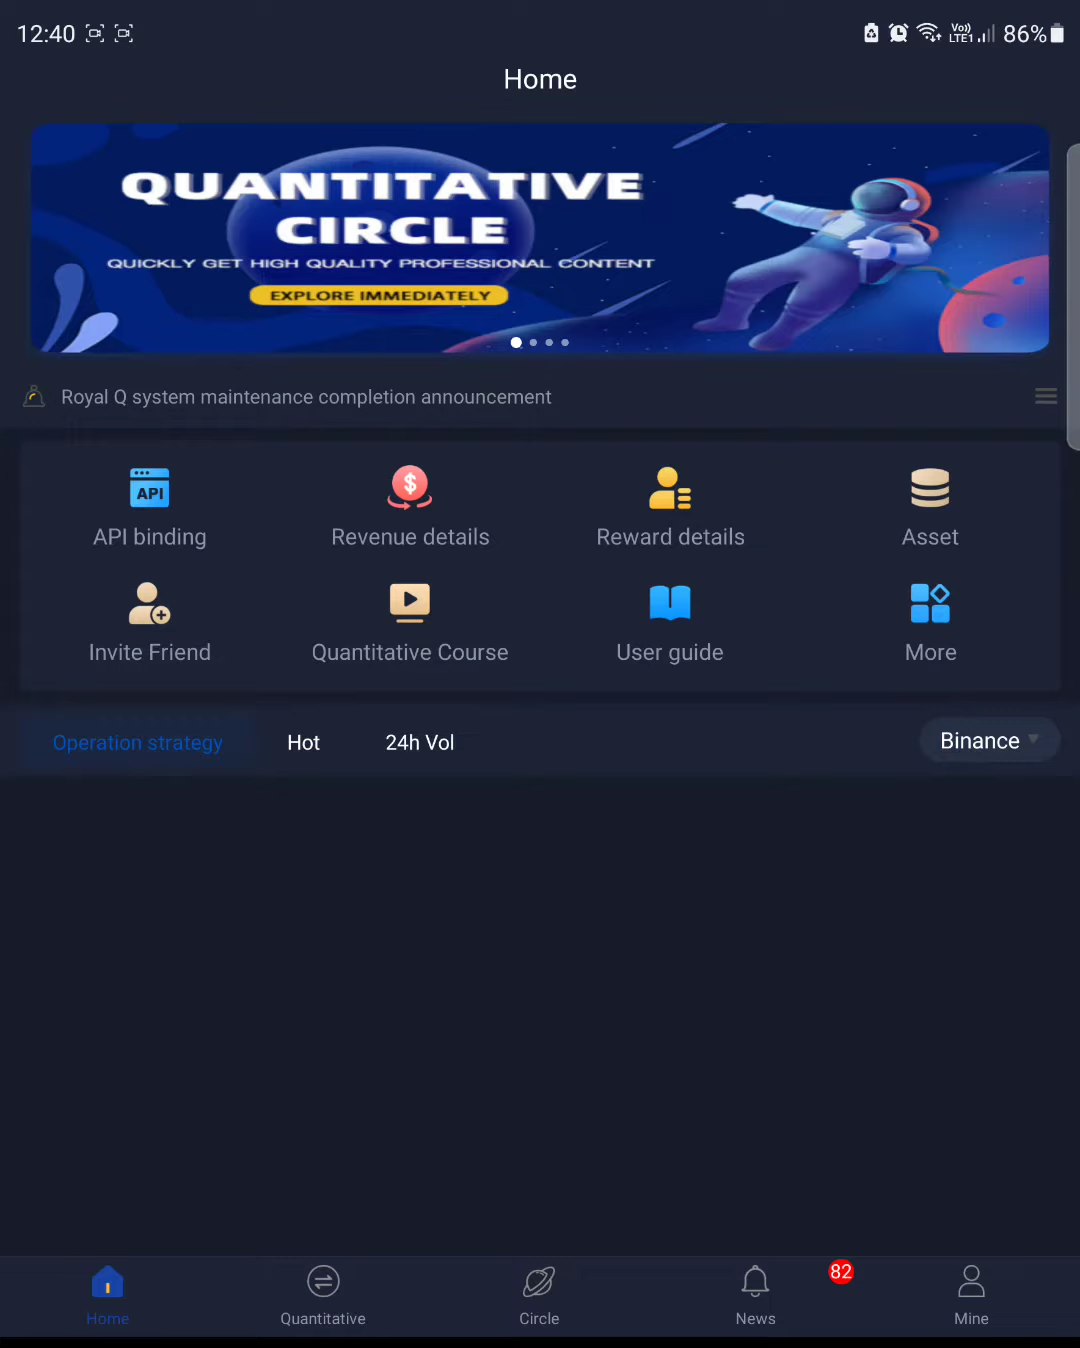 12:40
Vo))
LTE1
86%
Home
QUANTITATIVE
CIRCLE
QUICKLY GET HIGH QUALITY PROFESSIONAL CONTENT
EXPLORE IMMEDIATELY
Royal Q system maintenance completion announcement
API
$
API binding
Revenue details
Reward details
Asset
Invite Friend
Quantitative Course
User guide
More
Operation strategy
Hot
24h Vol
Binance
82
Home
Quantitative
Circle
News
Mine